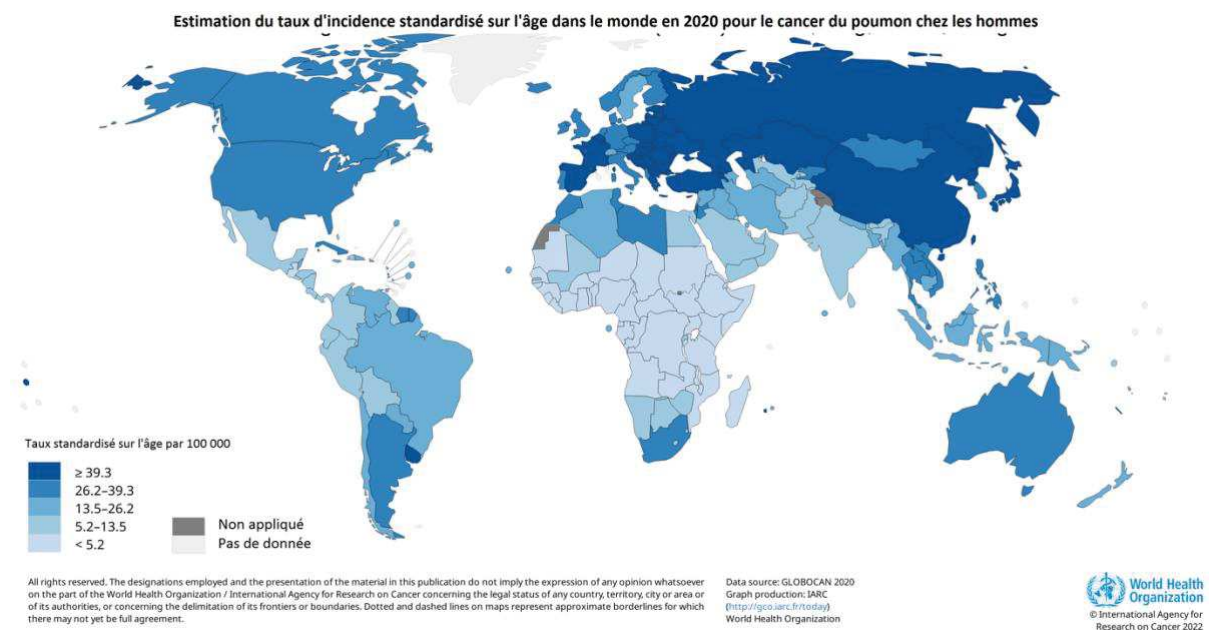 Estimation du taux d'incidence standardisé sur l'âge dans le monde en 2020 pour le cancer du poumon chez les hommes
Taux standardisé sur l'âge par 100 000
≥ 39.3
26.2–39.3
13.5–26.2
5.2–13.5
< 5.2
Non appliqué
Pas de donnée
All rights reserved. The designations employed and the presentation of the material in this publication do not imply the expression of any opinion whatsoever
on the part of the World Health Organization / International Agency for Research on Cancer concerning the legal status of any country, territory, city or area or
of its authorities, or concerning the delimitation of its frontiers or boundaries. Dotted and dashed lines on maps represent approximate borderlines for which
there may not yet be full agreement.
Data source: GLOBOCAN 2020
Graph production: IARC
(http://gco.iarc.fr/today)
World Health Organization
World Health
Organization
© International Agency for
Research on Cancer 2022